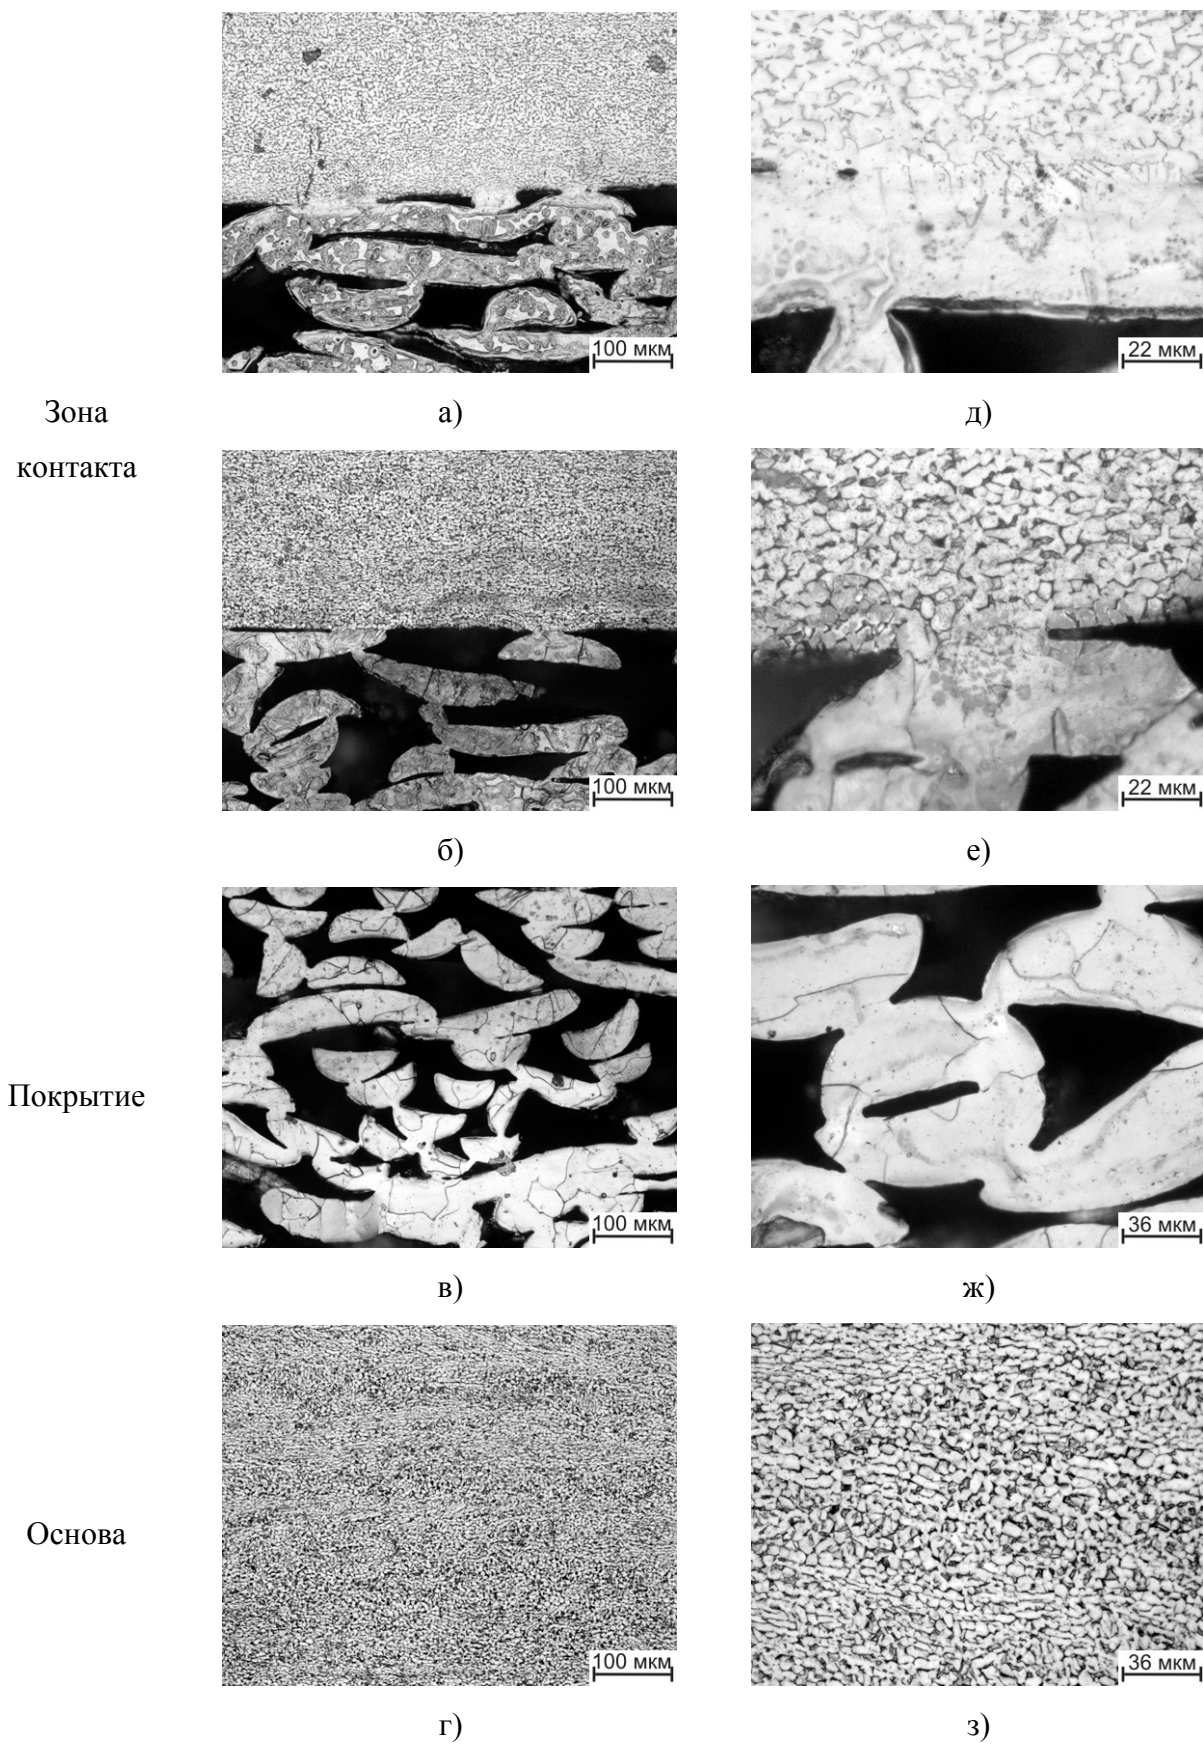 100 мкм
22 мкм
Зона
а)
д)
контакта
100 мкм
22 мкм
б)
е)
Покрытие
100 мкм
36 мкм
в)
ж)
Основа
100 мкм
36 мкм
г)
з)